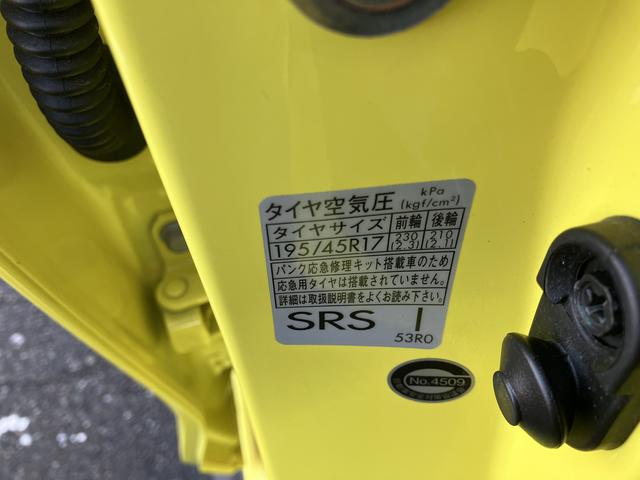 タイヤ空気圧 kPa (kgf/cm²)
タイヤサイズ 前輪 後輪
195/45R17 230 (2.3) 210 (2.1)
パンク応急修理キット搭載車のため
応急用タイヤは搭載されていません。
詳細は取扱説明書をよくお読み下さい。
SRS I
53R0
No.4509